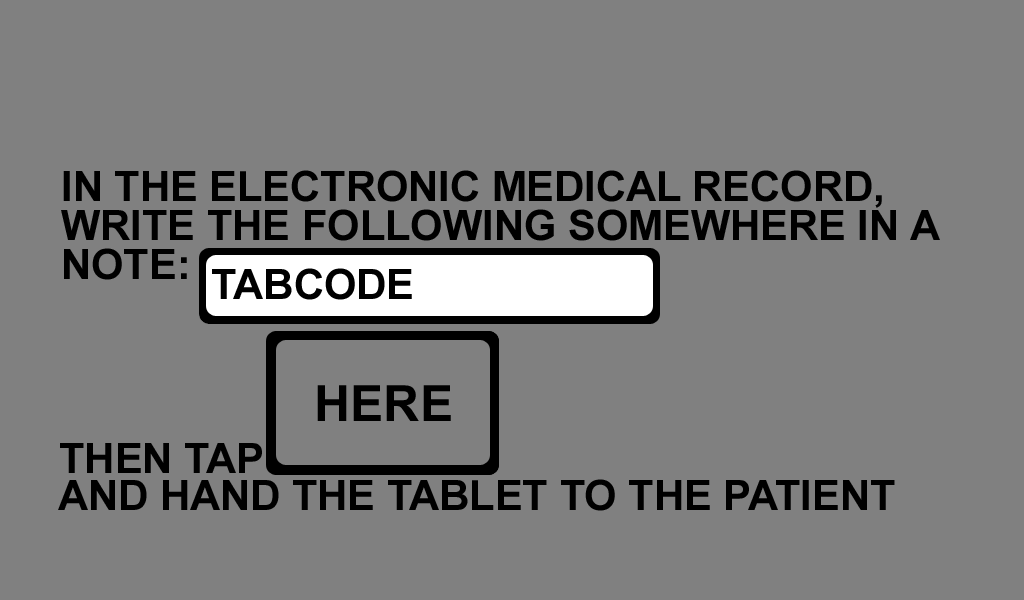 IN THE ELECTRONIC MEDICAL RECORD,
WRITE THE FOLLOWING SOMEWHERE IN A
NOTE: TABCODE
HERE
THEN TAP
AND HAND THE TABLET TO THE PATIENT